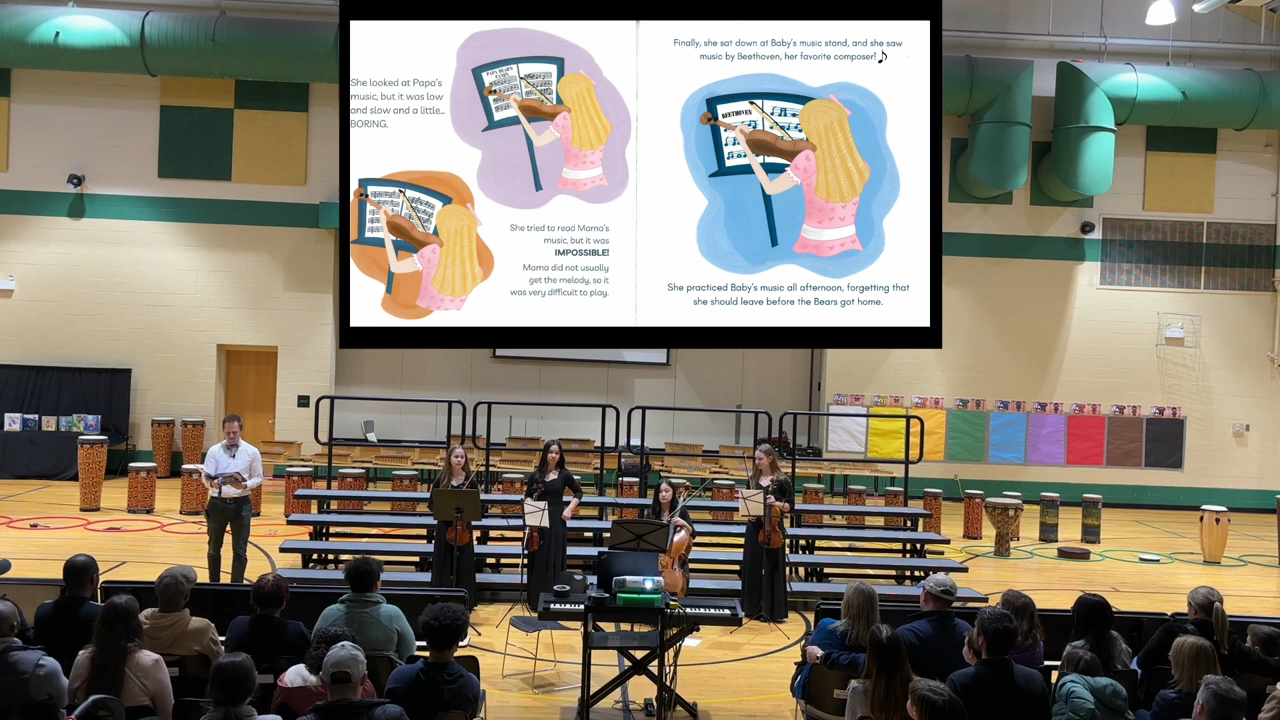 She looked at Papa's
music, but it was low
and slow and a little...
BORING.
PAPA BEAR'S
She tried to read Mama's
music, but it was
IMPOSSIBLE!
Mama did not usually
get the melody, so it
was very difficult to play.
Finally, she sat down at Baby's music stand, and she saw
music by Beethoven, her favorite composer!
BEETHOVEN
She practiced Baby's music all afternoon, forgetting that
she should leave before the Bears got home.